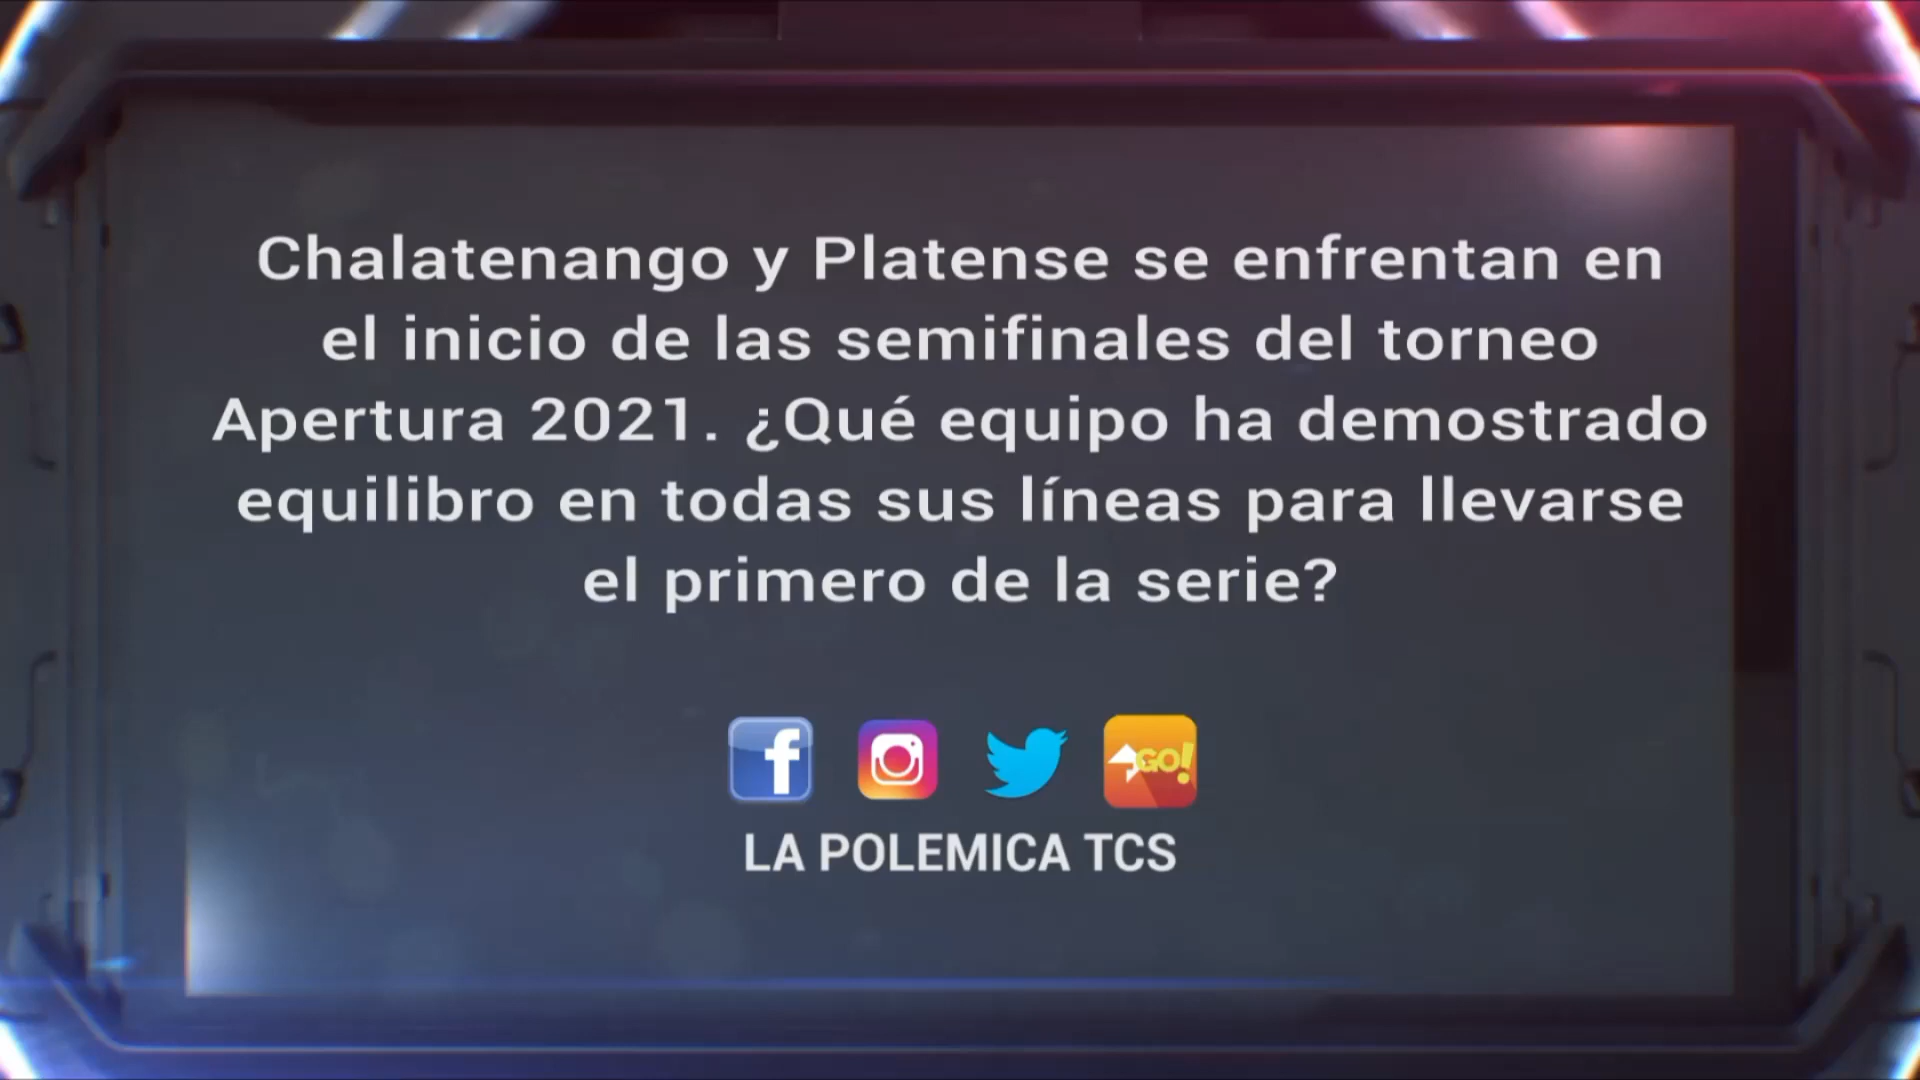 Chalatenango y Platense se enfrentan en
el inicio de las semifinales del torneo
Apertura 2021. ¿Qué equipo ha demostrado
equilibro en todas sus líneas para llevarse
el primero de la serie?
GO!
LA POLEMICA TCS